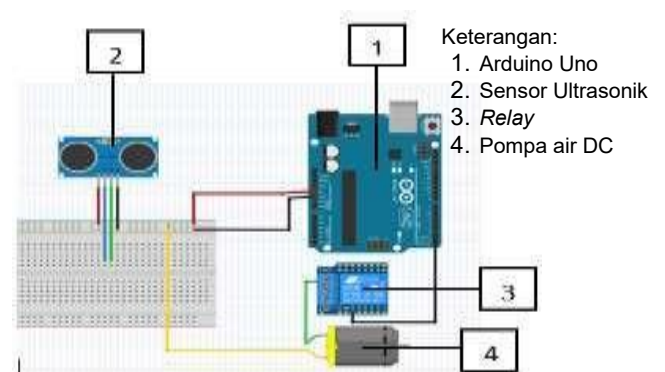 1
2
3
4
Keterangan:
1. Arduino Uno
2. Sensor Ultrasonik
3. Relay
4. Pompa air DC